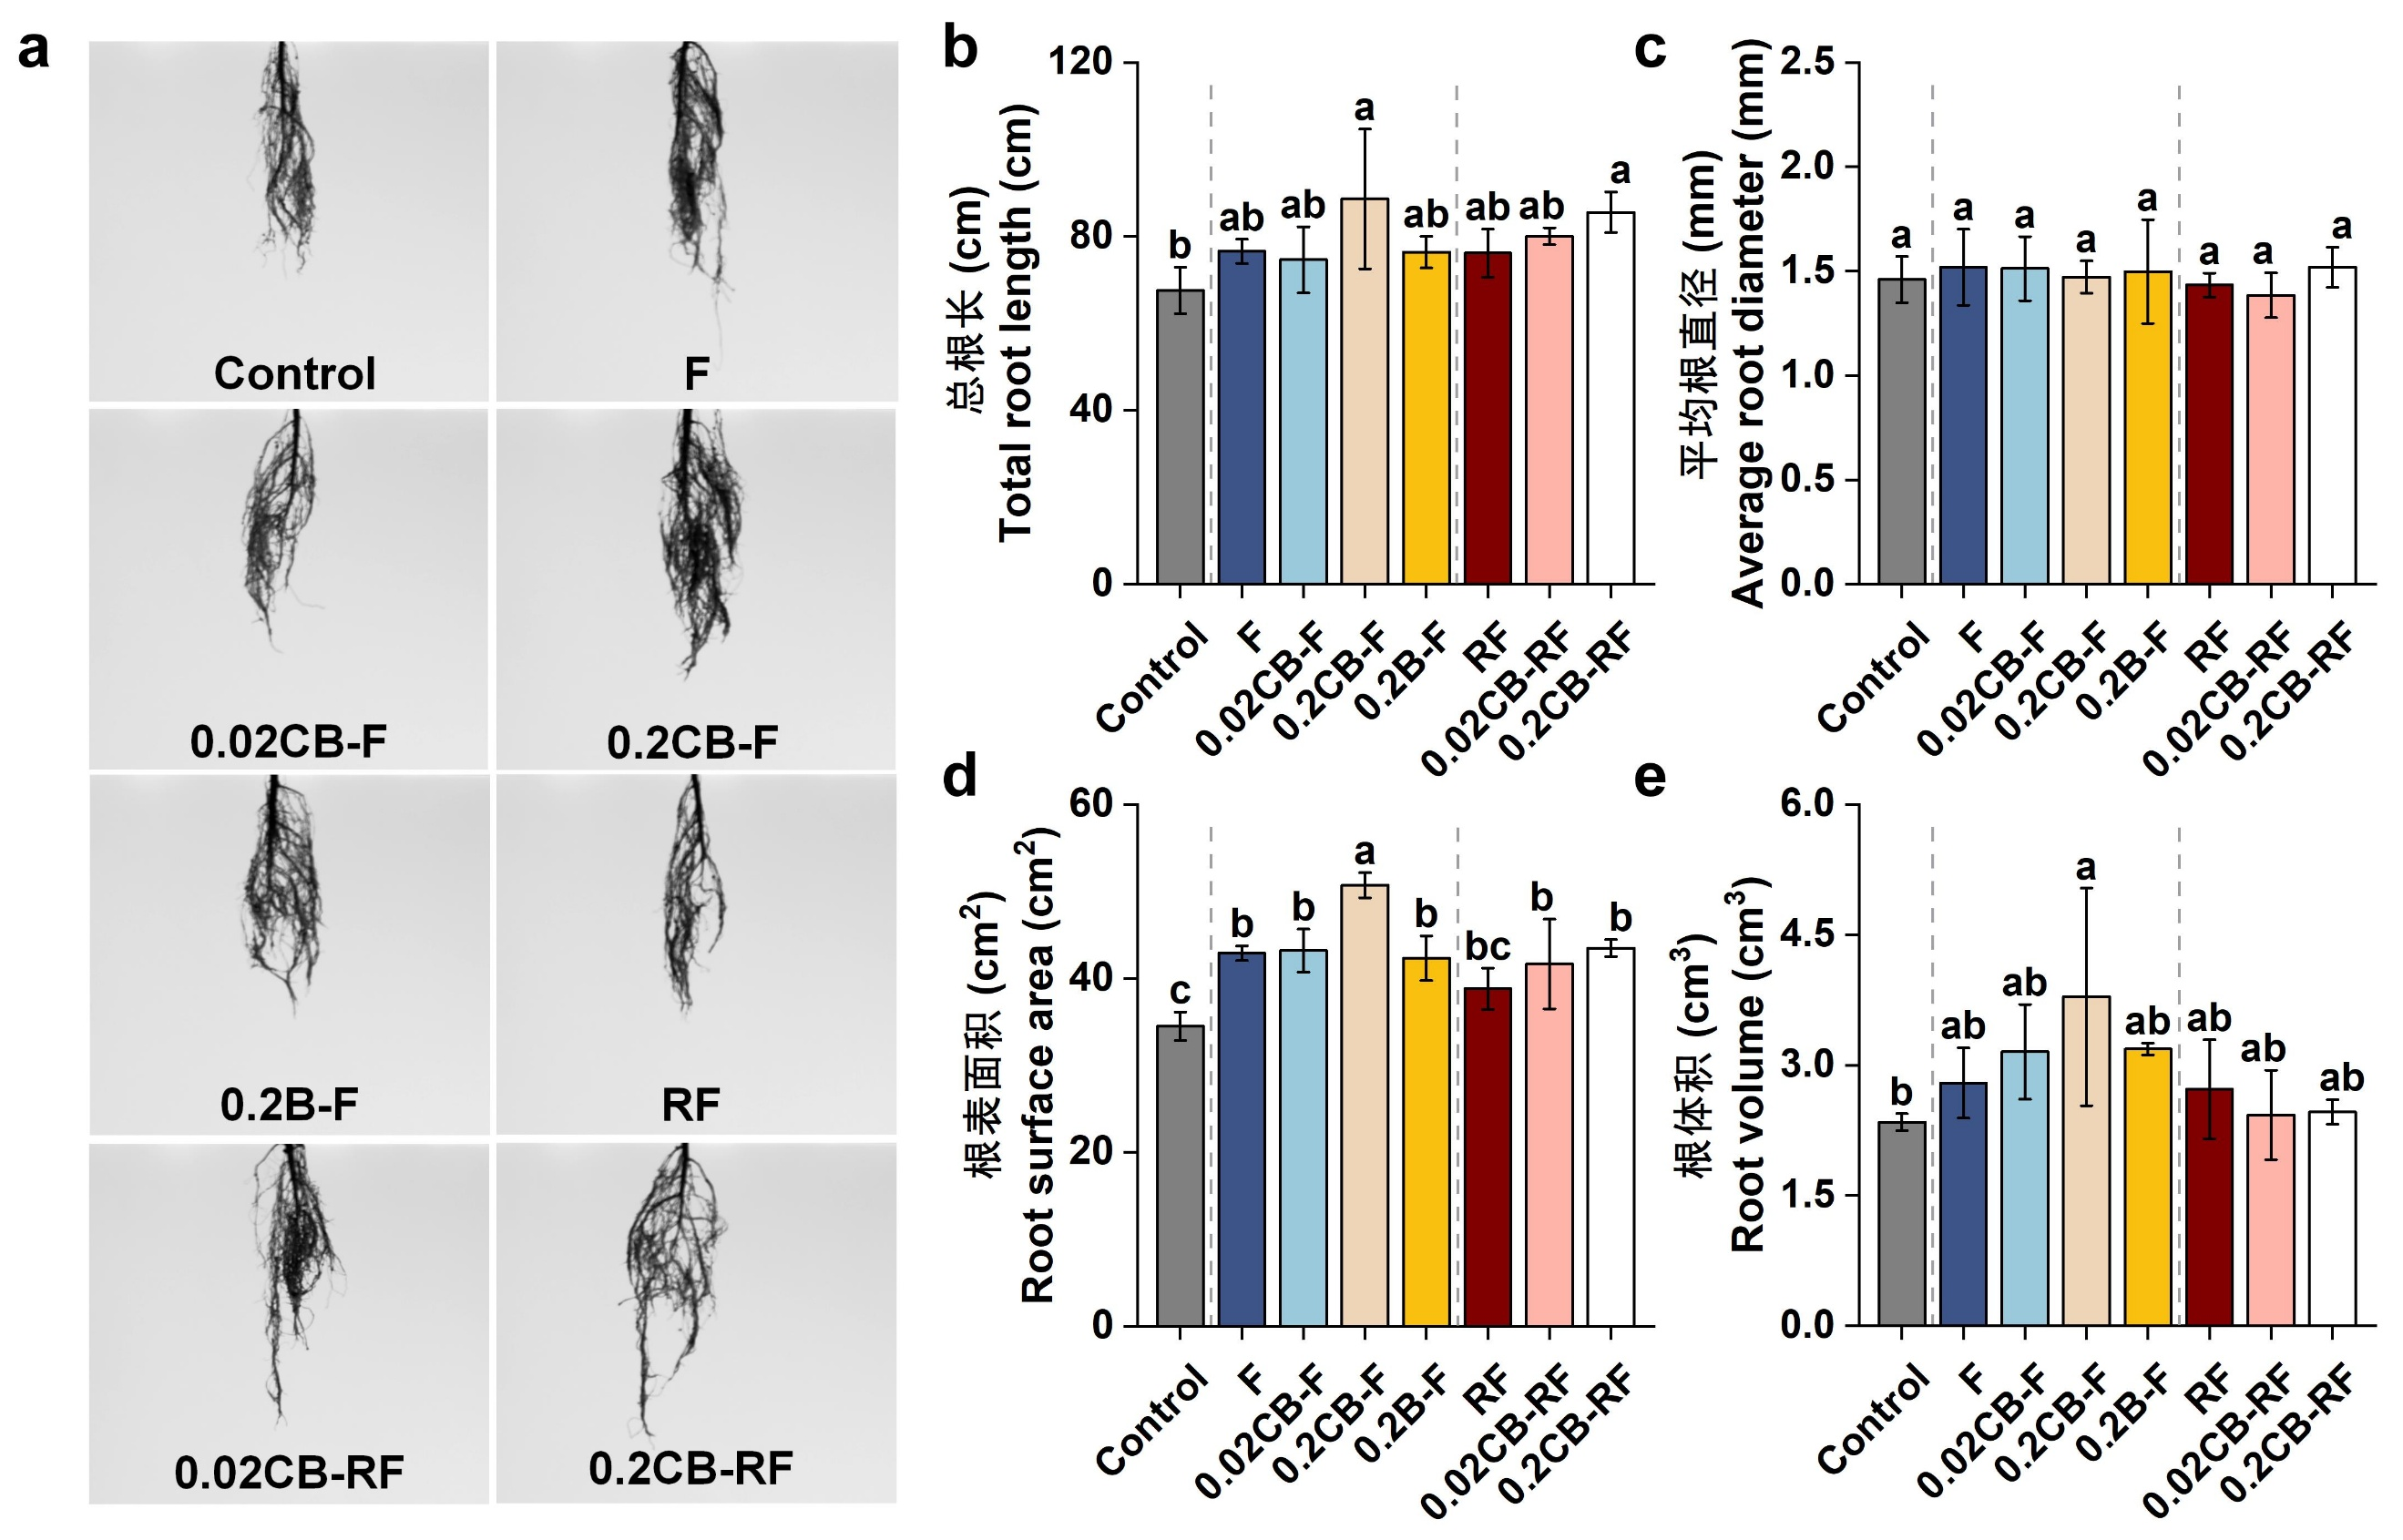 a
Control
F
0.02CB-F
0.2CB-F
0.2B-F
RF
0.02CB-RF
0.2CB-RF
b
总根长 (cm)
Total root length (cm)
120
80
40
0
b
ab
ab
a
ab
ab
ab
a
Control
F
0.02CB-F
0.2CB-F
0.2B-F
RF
0.02CB-RF
0.2CB-RF
c
平均根直径 (mm)
Average root diameter (mm)
2.5
2.0
1.5
1.0
0.5
0.0
a
a
a
a
a
a
a
a
Control
F
0.02CB-F
0.2CB-F
0.2B-F
RF
0.02CB-RF
0.2CB-RF
d
根表面积 (cm²)
Root surface area (cm²)
60
40
20
0
c
b
b
a
b
bc
b
b
Control
F
0.02CB-F
0.2CB-F
0.2B-F
RF
0.02CB-RF
0.2CB-RF
e
根体积 (cm³)
Root volume (cm³)
6.0
4.5
3.0
1.5
0.0
b
ab
ab
a
ab
ab
ab
ab
Control
F
0.02CB-F
0.2CB-F
0.2B-F
RF
0.02CB-RF
0.2CB-RF